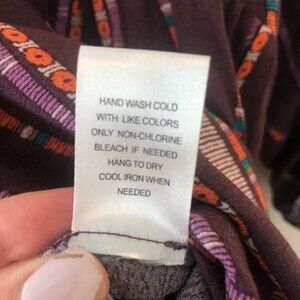 HAND WASH COLD
WITH LIKE COLORS
ONLY NON-CHLORINE
BLEACH IF NEEDED
HANG TO DRY
COOL IRON WHEN
NEEDED